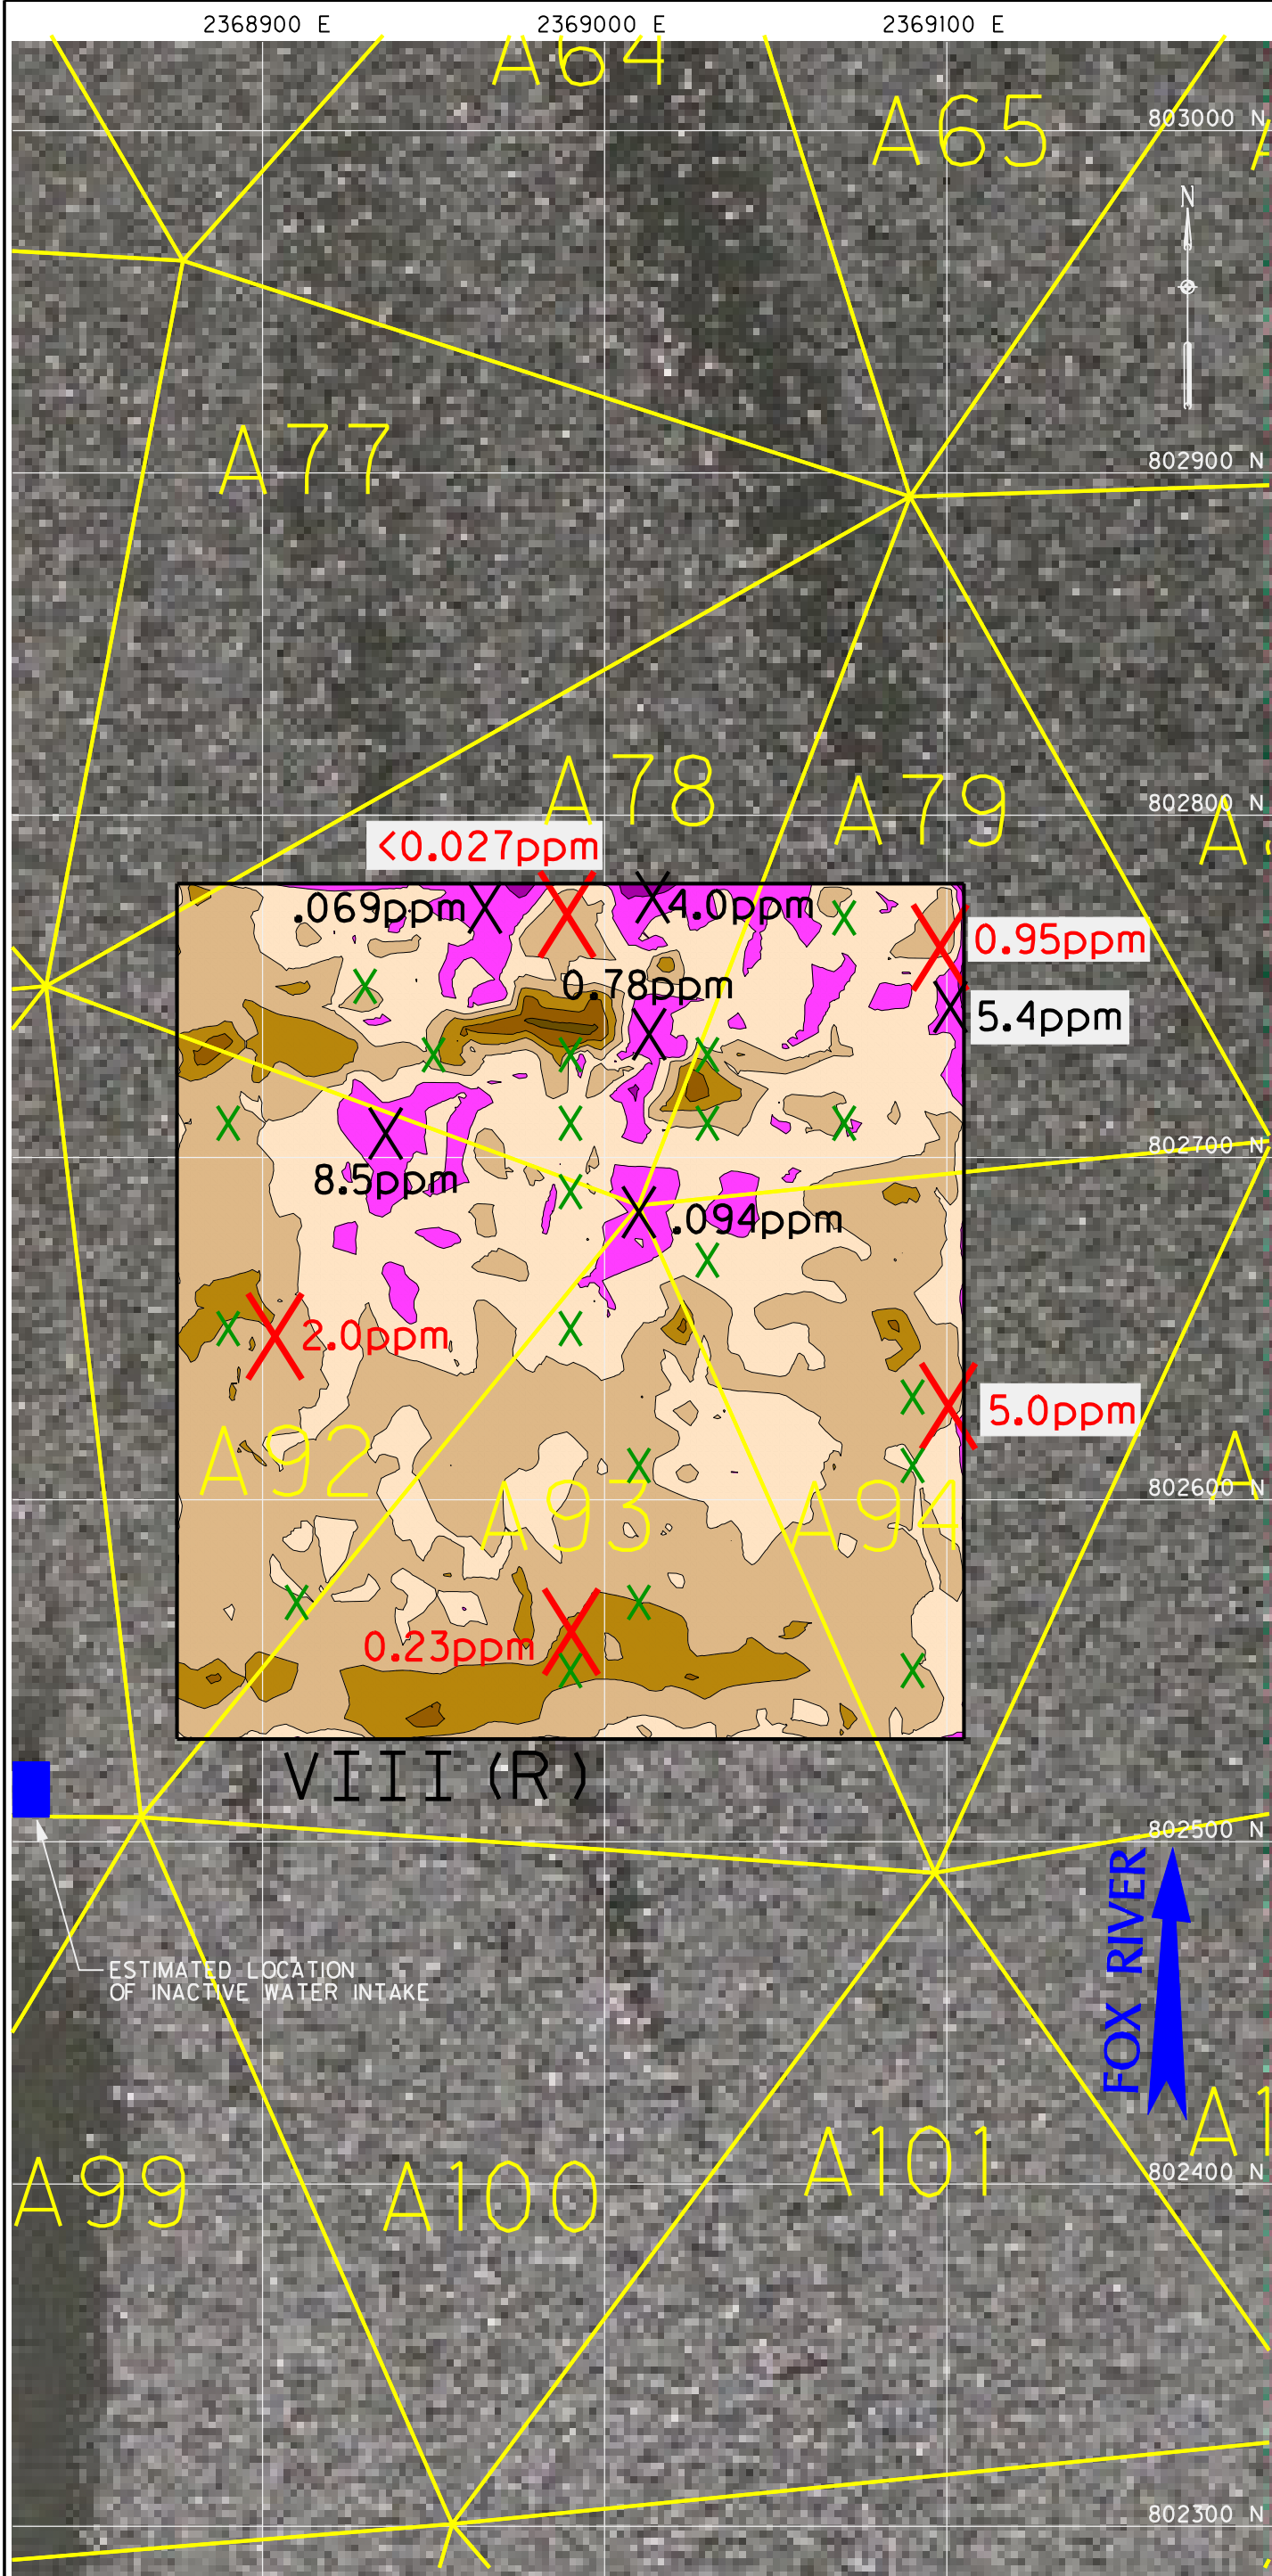 2368900 E
2369000 E
2369100 E
A64
A65
803000 N
N
A77
802900 N
A78
A79
802800 N
<0.027ppm
.069ppm
4.0ppm
0.95ppm
0.78ppm
5.4ppm
802700 N
8.5ppm
.094ppm
2.0ppm
5.0ppm
A92
A93
A94
802600 N
0.23ppm
VIII (R)
802500 N
FOX RIVER
ESTIMATED LOCATION
OF INACTIVE WATER INTAKE
A99
A100
A101
802400 N
802300 N